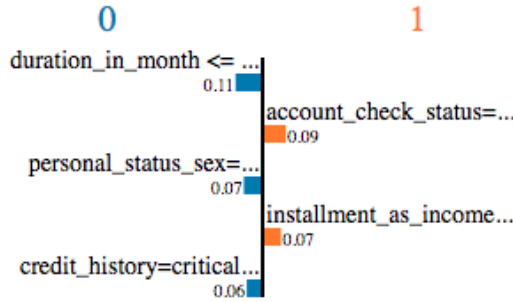 0 1
duration_in_month <= ...
0.11
account_check_status=...
0.09
personal_status_sex=...
0.07
installment_as_income...
0.07
credit_history=critical...
0.06